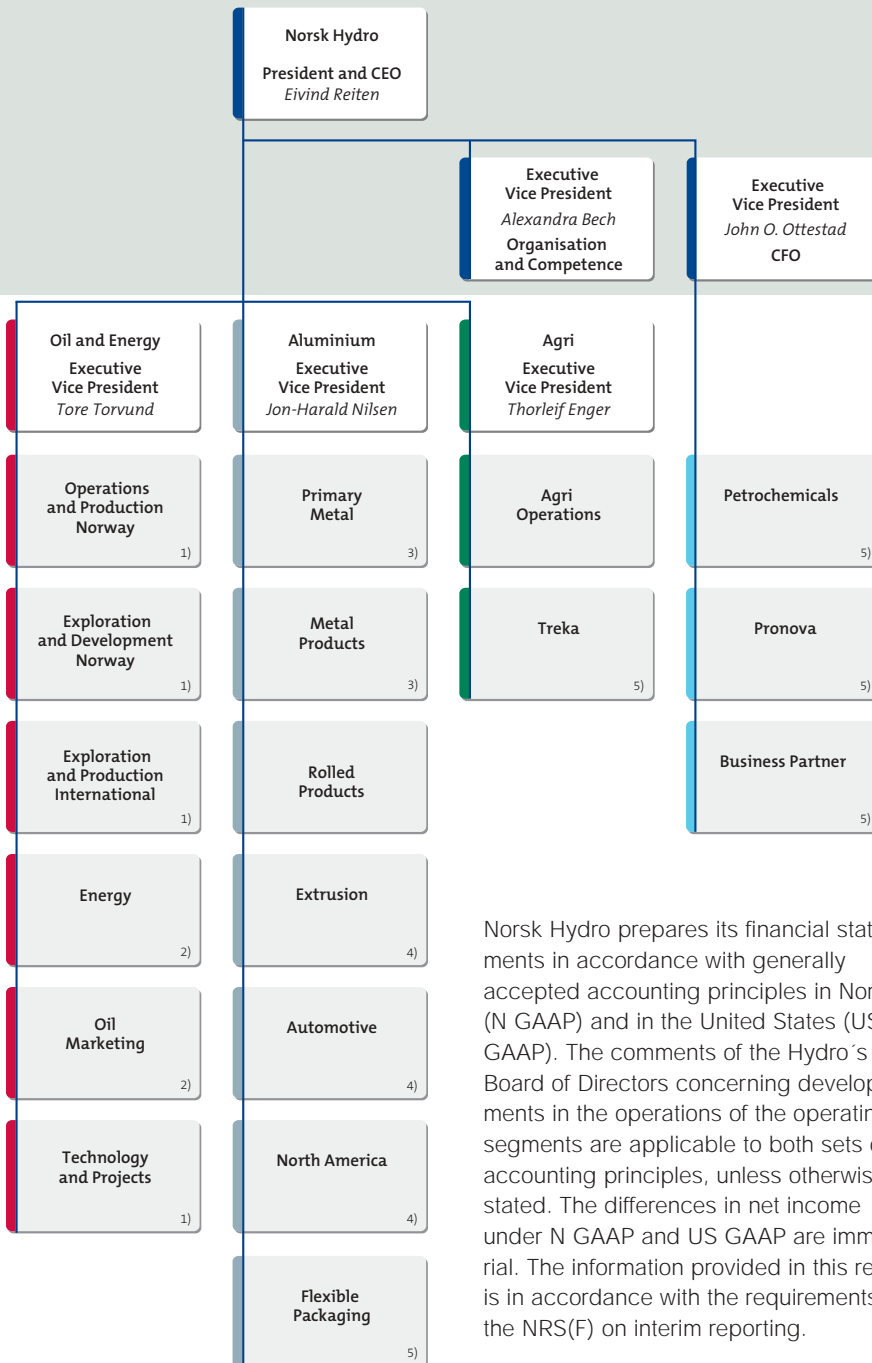 Norsk Hydro
President and CEO
Eivind Reiten
Executive
Vice President
Alexandra Bech
Organisation
and Competence
Executive
Vice President
John O. Ottestad
CFO
Oil and Energy
Executive
Vice President
Tore Torvund
Aluminium
Executive
Vice President
Jon-Harald Nilsen
Agri
Executive
Vice President
Thorleif Enger
Operations
and Production
Norway
1)
Primary
Metal
3)
Agri
Operations
Petrochemicals
5)
Exploration
and Development
Norway
1)
Metal
Products
3)
Treka
5)
Pronova
5)
Exploration
and Production
International
1)
Rolled
Products
Business Partner
5)
Energy
2)
Extrusion
4)
Oil
Marketing
2)
Automotive
4)
Technology
and Projects
1)
North America
4)
Flexible
Packaging
5)
Norsk Hydro prepares its financial stat
ments in accordance with generally
accepted accounting principles in Nor
(N GAAP) and in the United States (US
GAAP). The comments of the Hydro´s
Board of Directors concerning develop
ments in the operations of the operatin
segments are applicable to both sets
accounting principles, unless otherwis
stated. The differences in net income
under N GAAP and US GAAP are imm
rial. The information provided in this re
is in accordance with the requirements
the NRS(F) on interim reporting.